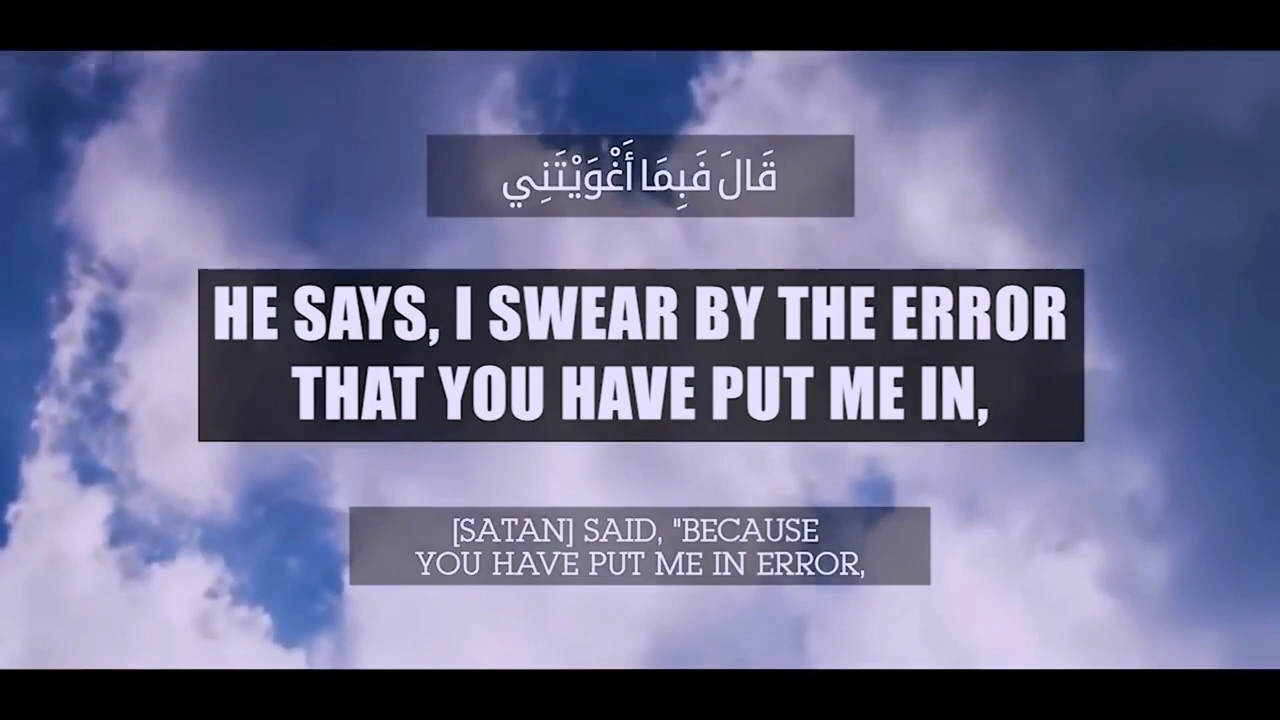 قَالَ فَبِمَا أَغْوَيْتَنِي
HE SAYS, I SWEAR BY THE ERROR
THAT YOU HAVE PUT ME IN,
[SATAN] SAID, "BECAUSE
YOU HAVE PUT ME IN ERROR,